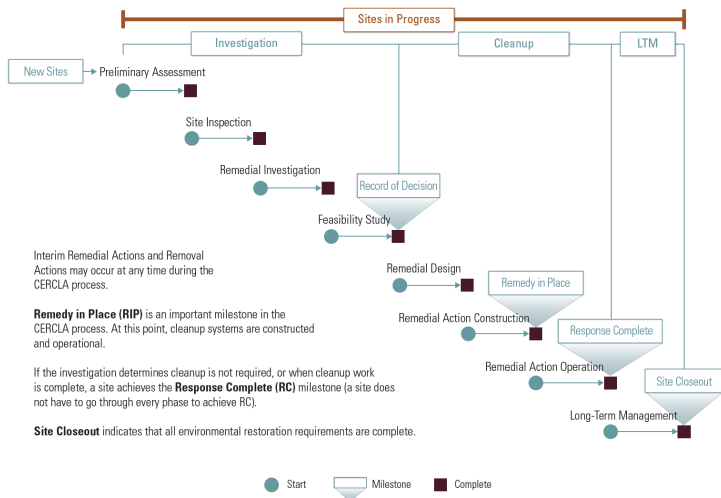 Sites in Progress
Investigation
Cleanup
LTM
New Sites
Preliminary Assessment
Site Inspection
Remedial Investigation
Record of Decision
Feasibility Study
Interim Remedial Actions and Removal
Actions may occur at any time during the
CERCLA process.
Remedial Design
Remedy in Place
Remedy in Place (RIP) is an important milestone in the
CERCLA process. At this point, cleanup systems are constructed
and operational.
Remedial Action Construction
Response Complete
If the investigation determines cleanup is not required, or when cleanup work
is complete, a site achieves the Response Complete (RC) milestone (a site does
not have to go through every phase to achieve RC).
Remedial Action Operation
Site Closeout
Long-Term Management
Site Closeout indicates that all environmental restoration requirements are complete.
Start
Milestone
Complete